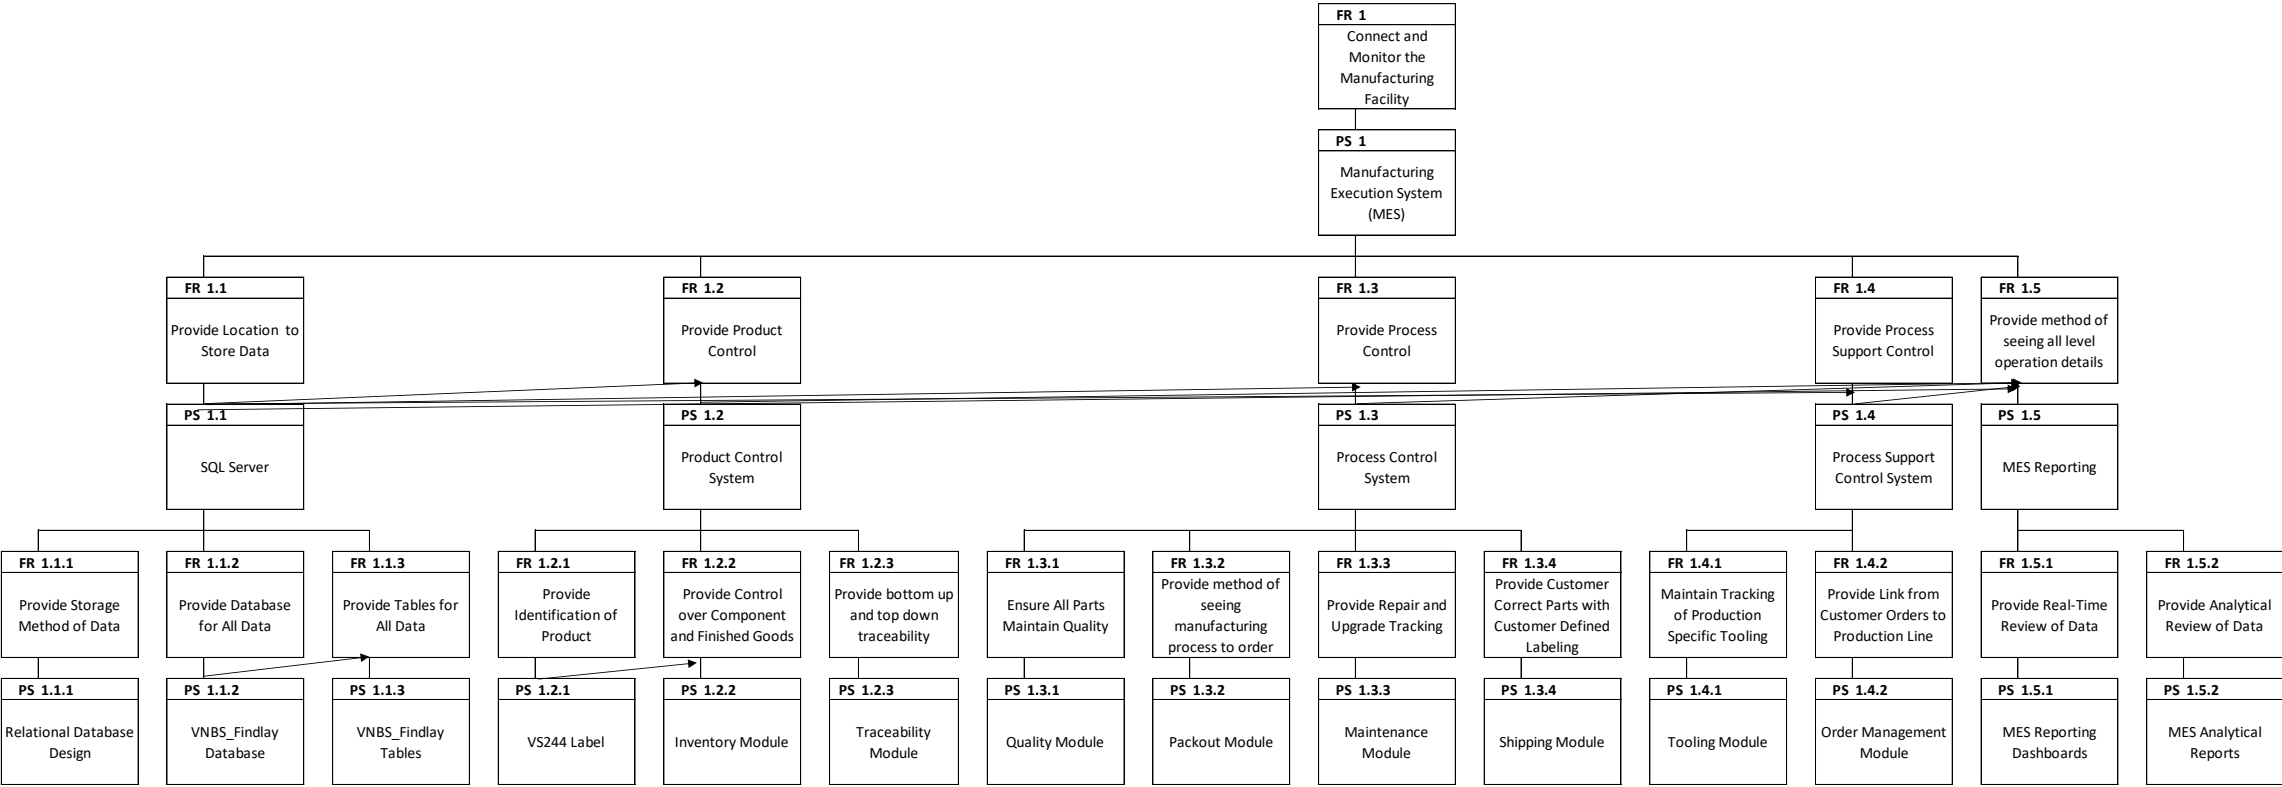 FR 1
Connect and
Monitor the
Manufacturing
Facility
PS 1
Manufacturing
Execution System
(MES)
FR 1.1
Provide Location to
Store Data
FR 1.2
Provide Product
Control
FR 1.3
Provide Process
Control
FR 1.4
Provide Process
Support Control
FR 1.5
Provide method of
seeing all level
operation details
PS 1.1
SQL Server
PS 1.2
Product Control
System
PS 1.3
Process Control
System
PS 1.4
Process Support
Control System
PS 1.5
MES Reporting
FR 1.1.1
Provide Storage
Method of Data
FR 1.1.2
Provide Database
for All Data
FR 1.1.3
Provide Tables for
All Data
FR 1.2.1
Provide
Identification of
Product
FR 1.2.2
Provide Control
over Component
and Finished Goods
FR 1.2.3
Provide bottom up
and top down
traceability
FR 1.3.1
Ensure All Parts
Maintain Quality
FR 1.3.2
Provide method of
seeing
manufacturing
process to order
FR 1.3.3
Provide Repair and
Upgrade Tracking
FR 1.3.4
Provide Customer
Correct Parts with
Customer Defined
Labeling
FR 1.4.1
Maintain Tracking
of Production
Specific Tooling
FR 1.4.2
Provide Link from
Customer Orders to
Production Line
FR 1.5.1
Provide Real-Time
Review of Data
FR 1.5.2
Provide Analytical
Review of Data
PS 1.1.1
Relational Database
Design
PS 1.1.2
VNBS_Findlay
Database
PS 1.1.3
VNBS_Findlay
Tables
PS 1.2.1
VS244 Label
PS 1.2.2
Inventory Module
PS 1.2.3
Traceability
Module
PS 1.3.1
Quality Module
PS 1.3.2
Packout Module
PS 1.3.3
Maintenance
Module
PS 1.3.4
Shipping Module
PS 1.4.1
Tooling Module
PS 1.4.2
Order Management
Module
PS 1.5.1
MES Reporting
Dashboards
PS 1.5.2
MES Analytical
Reports